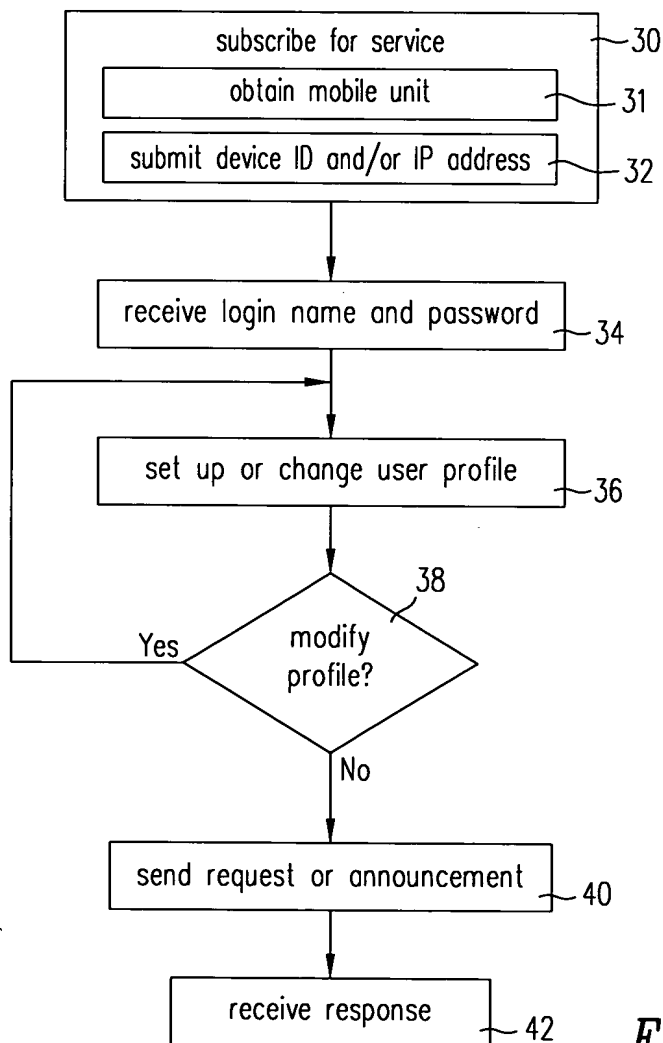 subscribe for service
30
obtain mobile unit
31
submit device ID and/or IP address
32
receive login name and password
34
set up or change user profile
36
38
modify
profile?
Yes
No
send request or announcement
40
receive response
42